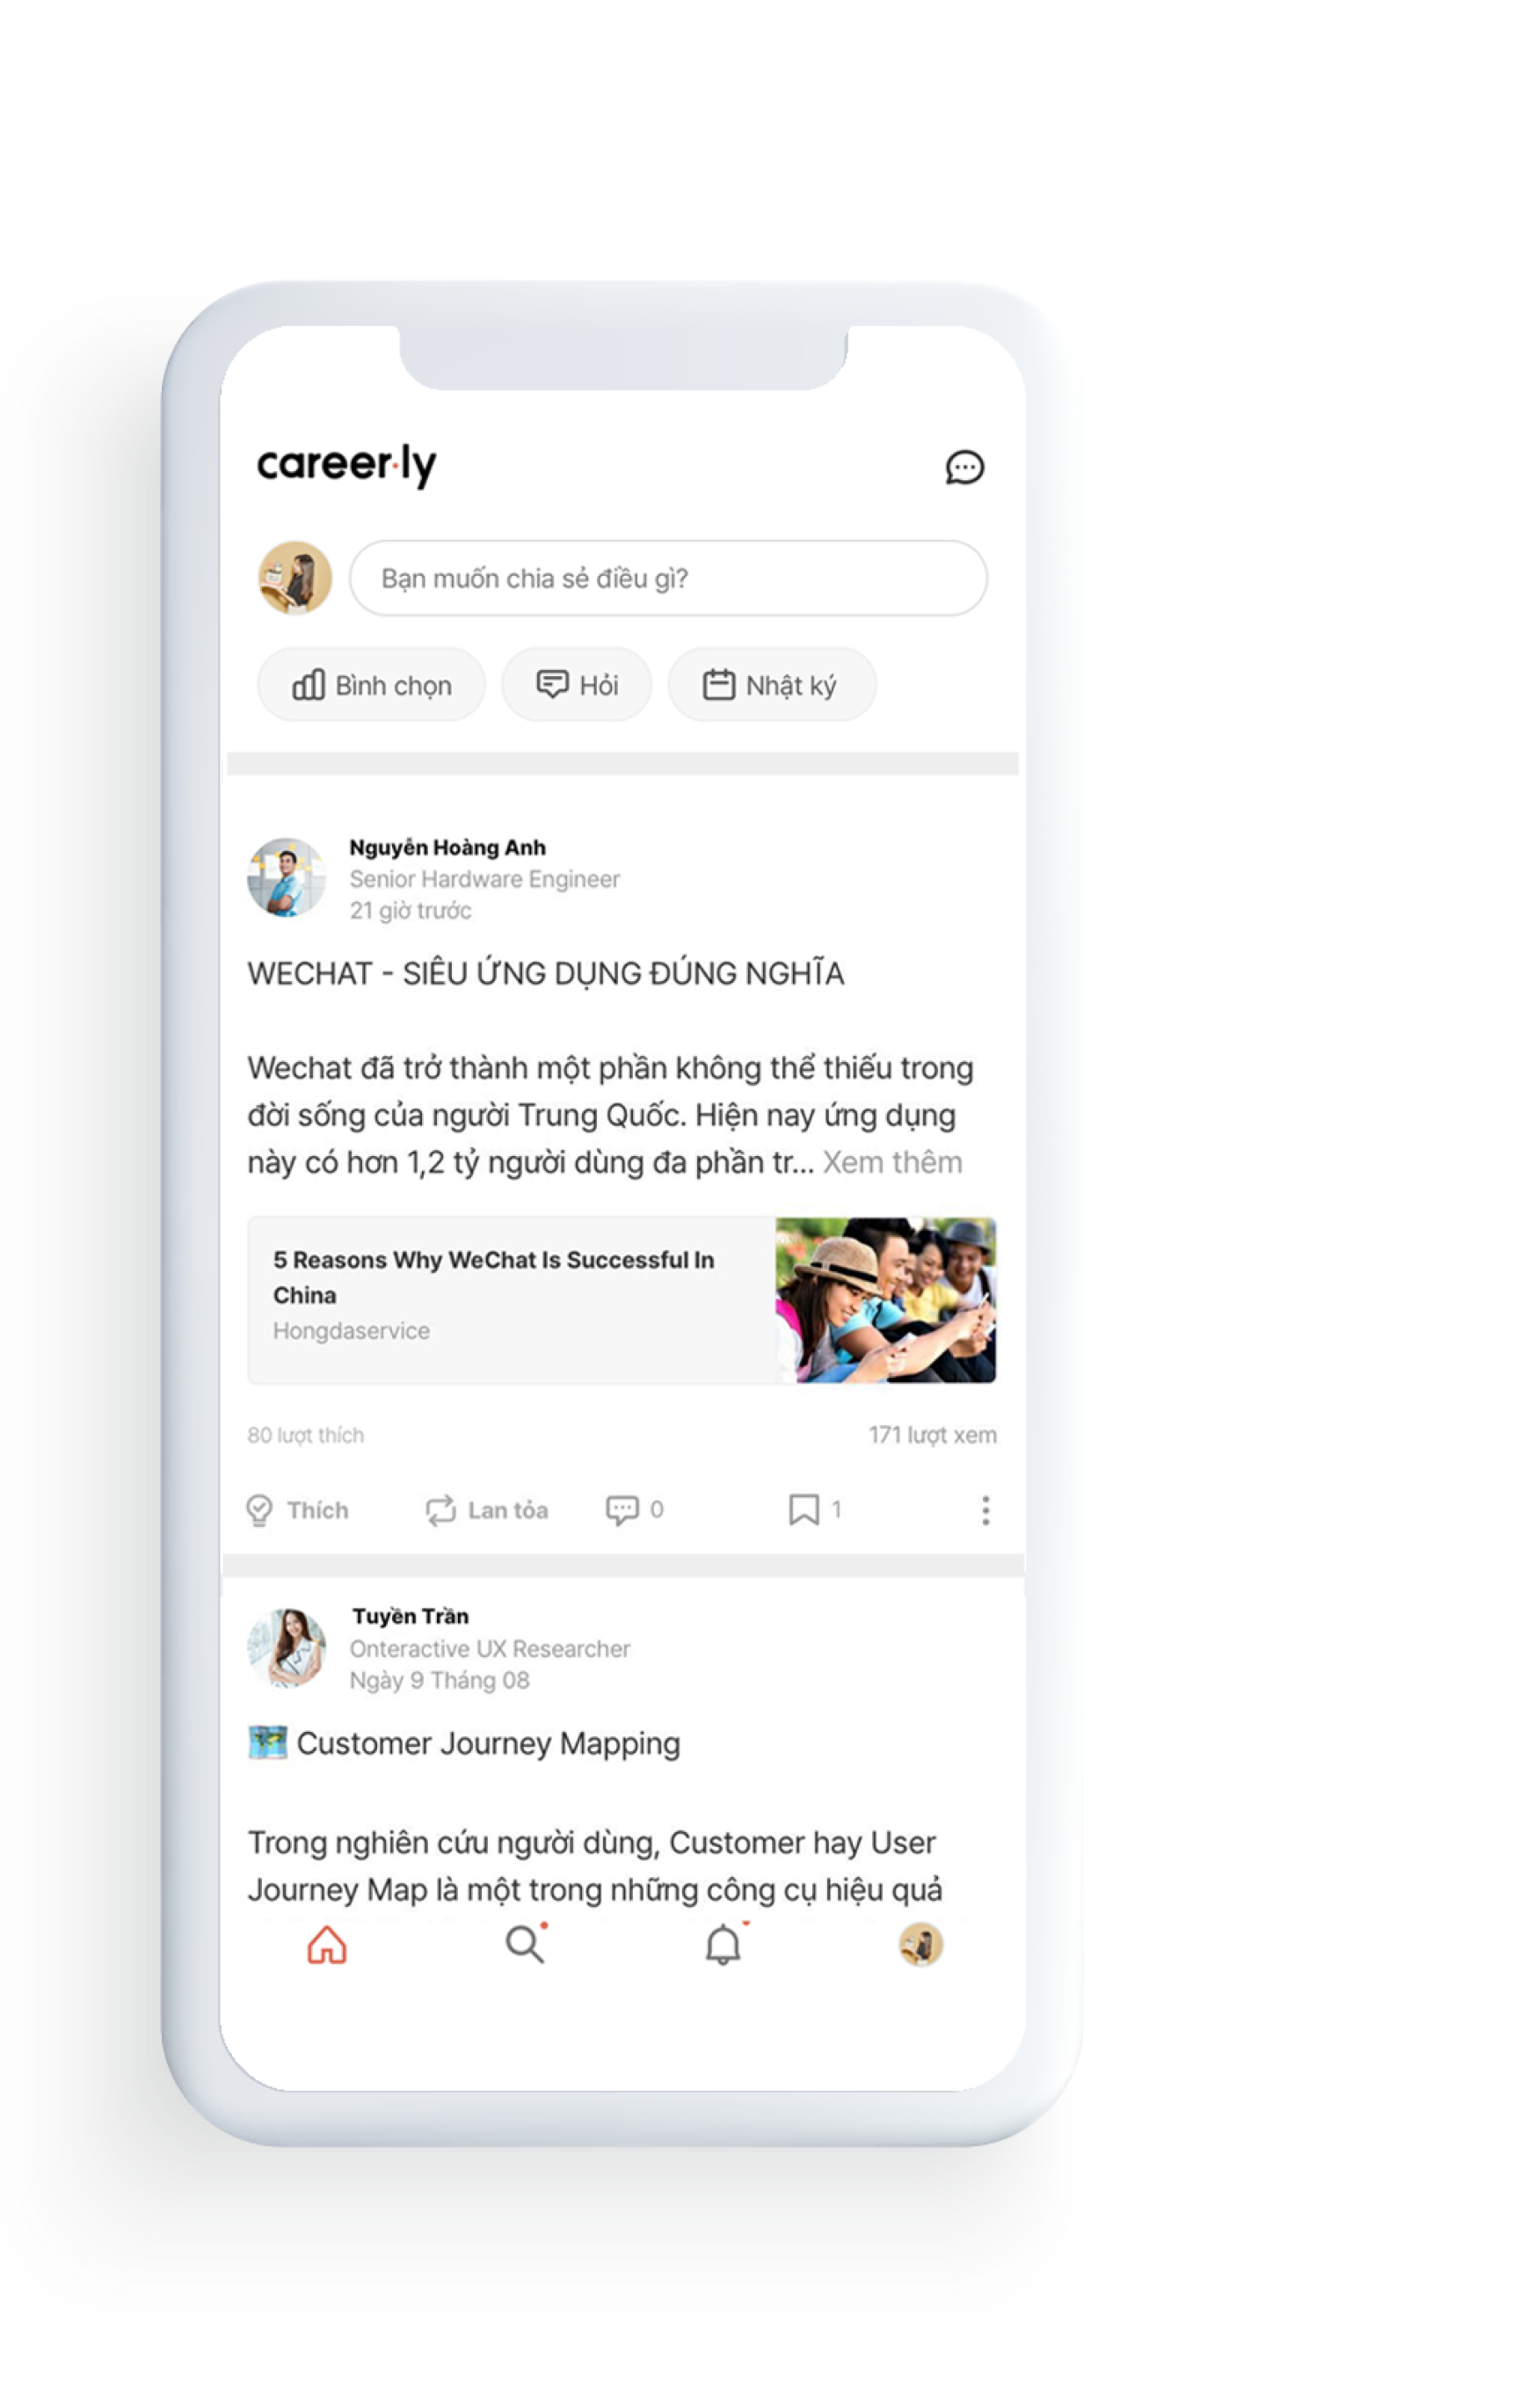 career·ly
Bạn muốn chia sẻ điều gì?
Bình chọn
Hỏi
Nhật ký
Nguyễn Hoàng Anh
Senior Hardware Engineer
21 giờ trước
WECHAT - SIÊU ỨNG DỤNG ĐÚNG NGHĨA
Wechat đã trở thành một phần không thể thiếu trong
đời sống của người Trung Quốc. Hiện nay ứng dụng
này có hơn 1,2 tỷ người dùng đa phần tr... Xem thêm
5 Reasons Why WeChat Is Successful In
China
Hongdaservice
80 lượt thích
171 lượt xem
Thích
Lan tỏa
0
1
Tuyền Trần
Onteractive UX Researcher
Ngày 9 Tháng 08
Customer Journey Mapping
Trong nghiên cứu người dùng, Customer hay User
Journey Map là một trong những công cụ hiệu quả